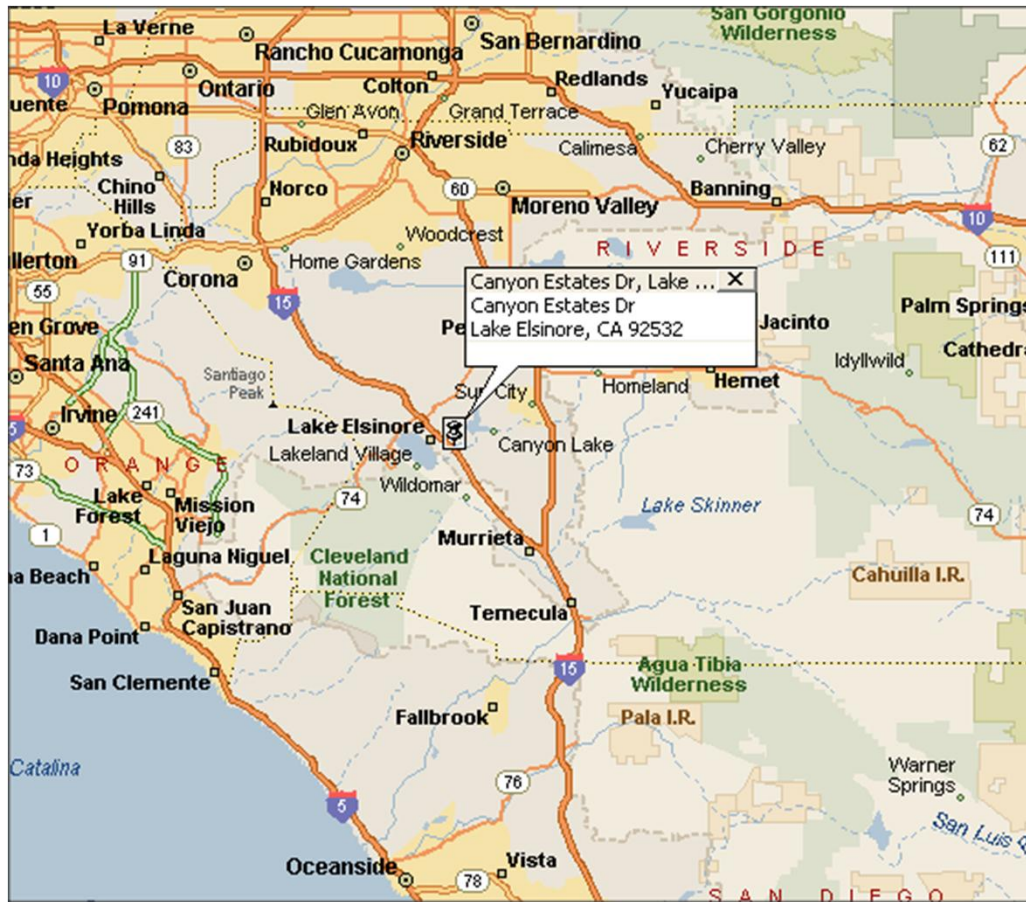 La Verne
San Gorgonio
Wilderness
Rancho Cucamonga
San Bernardino
10
Ontario
Colton
Redlands
Yucaipa
uente
Pomona
Glen Avon
Grand Terrace
83
Rubidoux
Riverside
Calimesa
Cherry Valley
62
nda Heights
Chino
Hills
Norco
60
Banning
er
Moreno Valley
10
Yorba Linda
Woodcrest
RIVERSIDE
ullerton
91
Home Gardens
111
Corona
55
15
Canyon Estates Dr, Lake ...
Canyon Estates Dr
Lake Elsinore, CA 92532
Palm Springs
en Grove
Pe
Jacinto
Santa Ana
Cathedra
Santiago
Peak
Sun City
Homeland
Hemet
Idyllwild
Irvine
241
5
Lake Elsinore
Canyon Lake
ORANGE
Lakeland Village
73
Lake
Forest
Mission
Viejo
74
Wildomar
Lake Skinner
74
1
Murrieta
Laguna Niguel
Cleveland
National
Forest
na Beach
Cahuilla I.R.
San Juan
Capistrano
Temecula
Dana Point
15
Agua Tibia
Wilderness
San Clemente
Fallbrook
Pala I.R.
Catalina
76
Warner
Springs
5
San Luis
Oceanside
78
Vista
SAN DIEGO